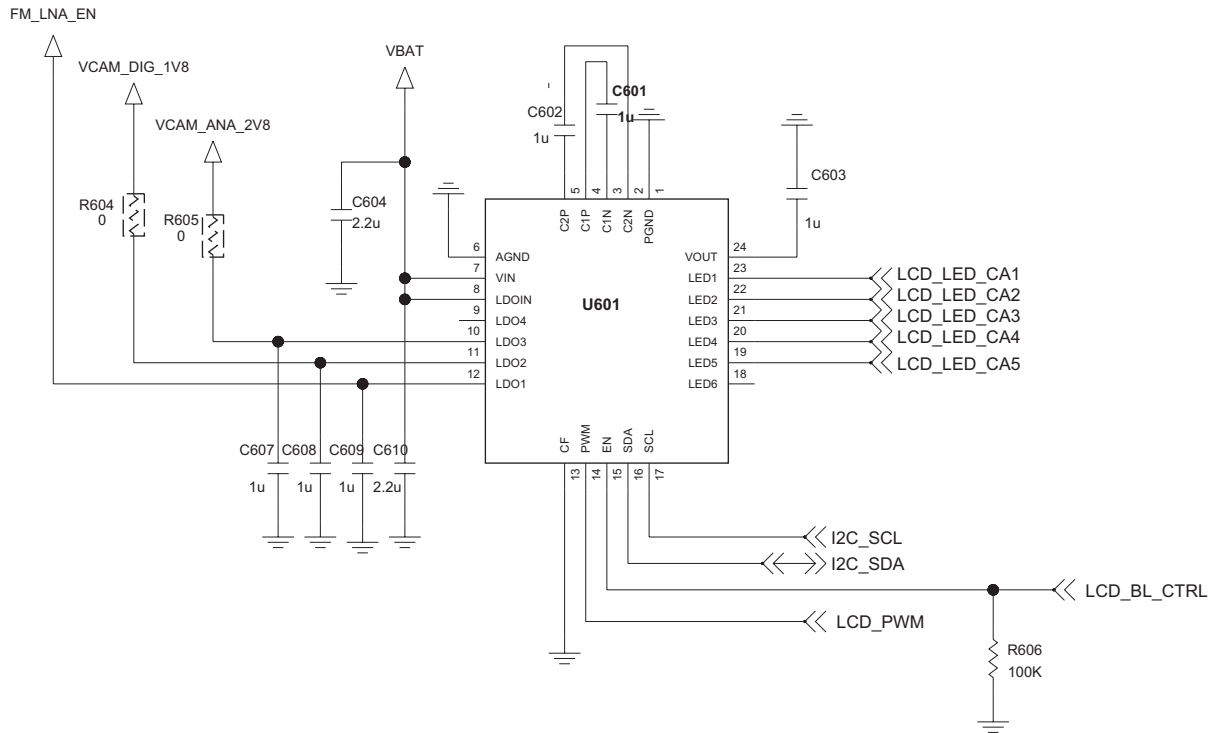 FM_LNA_EN
VCAM_DIG_1V8
VCAM_ANA_2V8
VBAT
C602
1u
C601
1u
C603
1u
R604
0
R605
0
C604
2.2u
5
4
3
2
1
C2P
C1P
C1N
C2N
PGND
6
AGND
7
VIN
8
LDOIN
9
LDO4
10
LDO3
11
LDO2
12
LDO1
U601
24
VOUT
23
LED1
LCD_LED_CA1
22
LED2
LCD_LED_CA2
21
LED3
LCD_LED_CA3
20
LED4
LCD_LED_CA4
19
LED5
LCD_LED_CA5
18
LED6
CF
PWM
EN
SDA
SCL
13
14
15
16
17
C607
1u
C608
1u
C609
1u
C610
2.2u
I2C_SCL
I2C_SDA
LCD_BL_CTRL
LCD_PWM
R606
100K